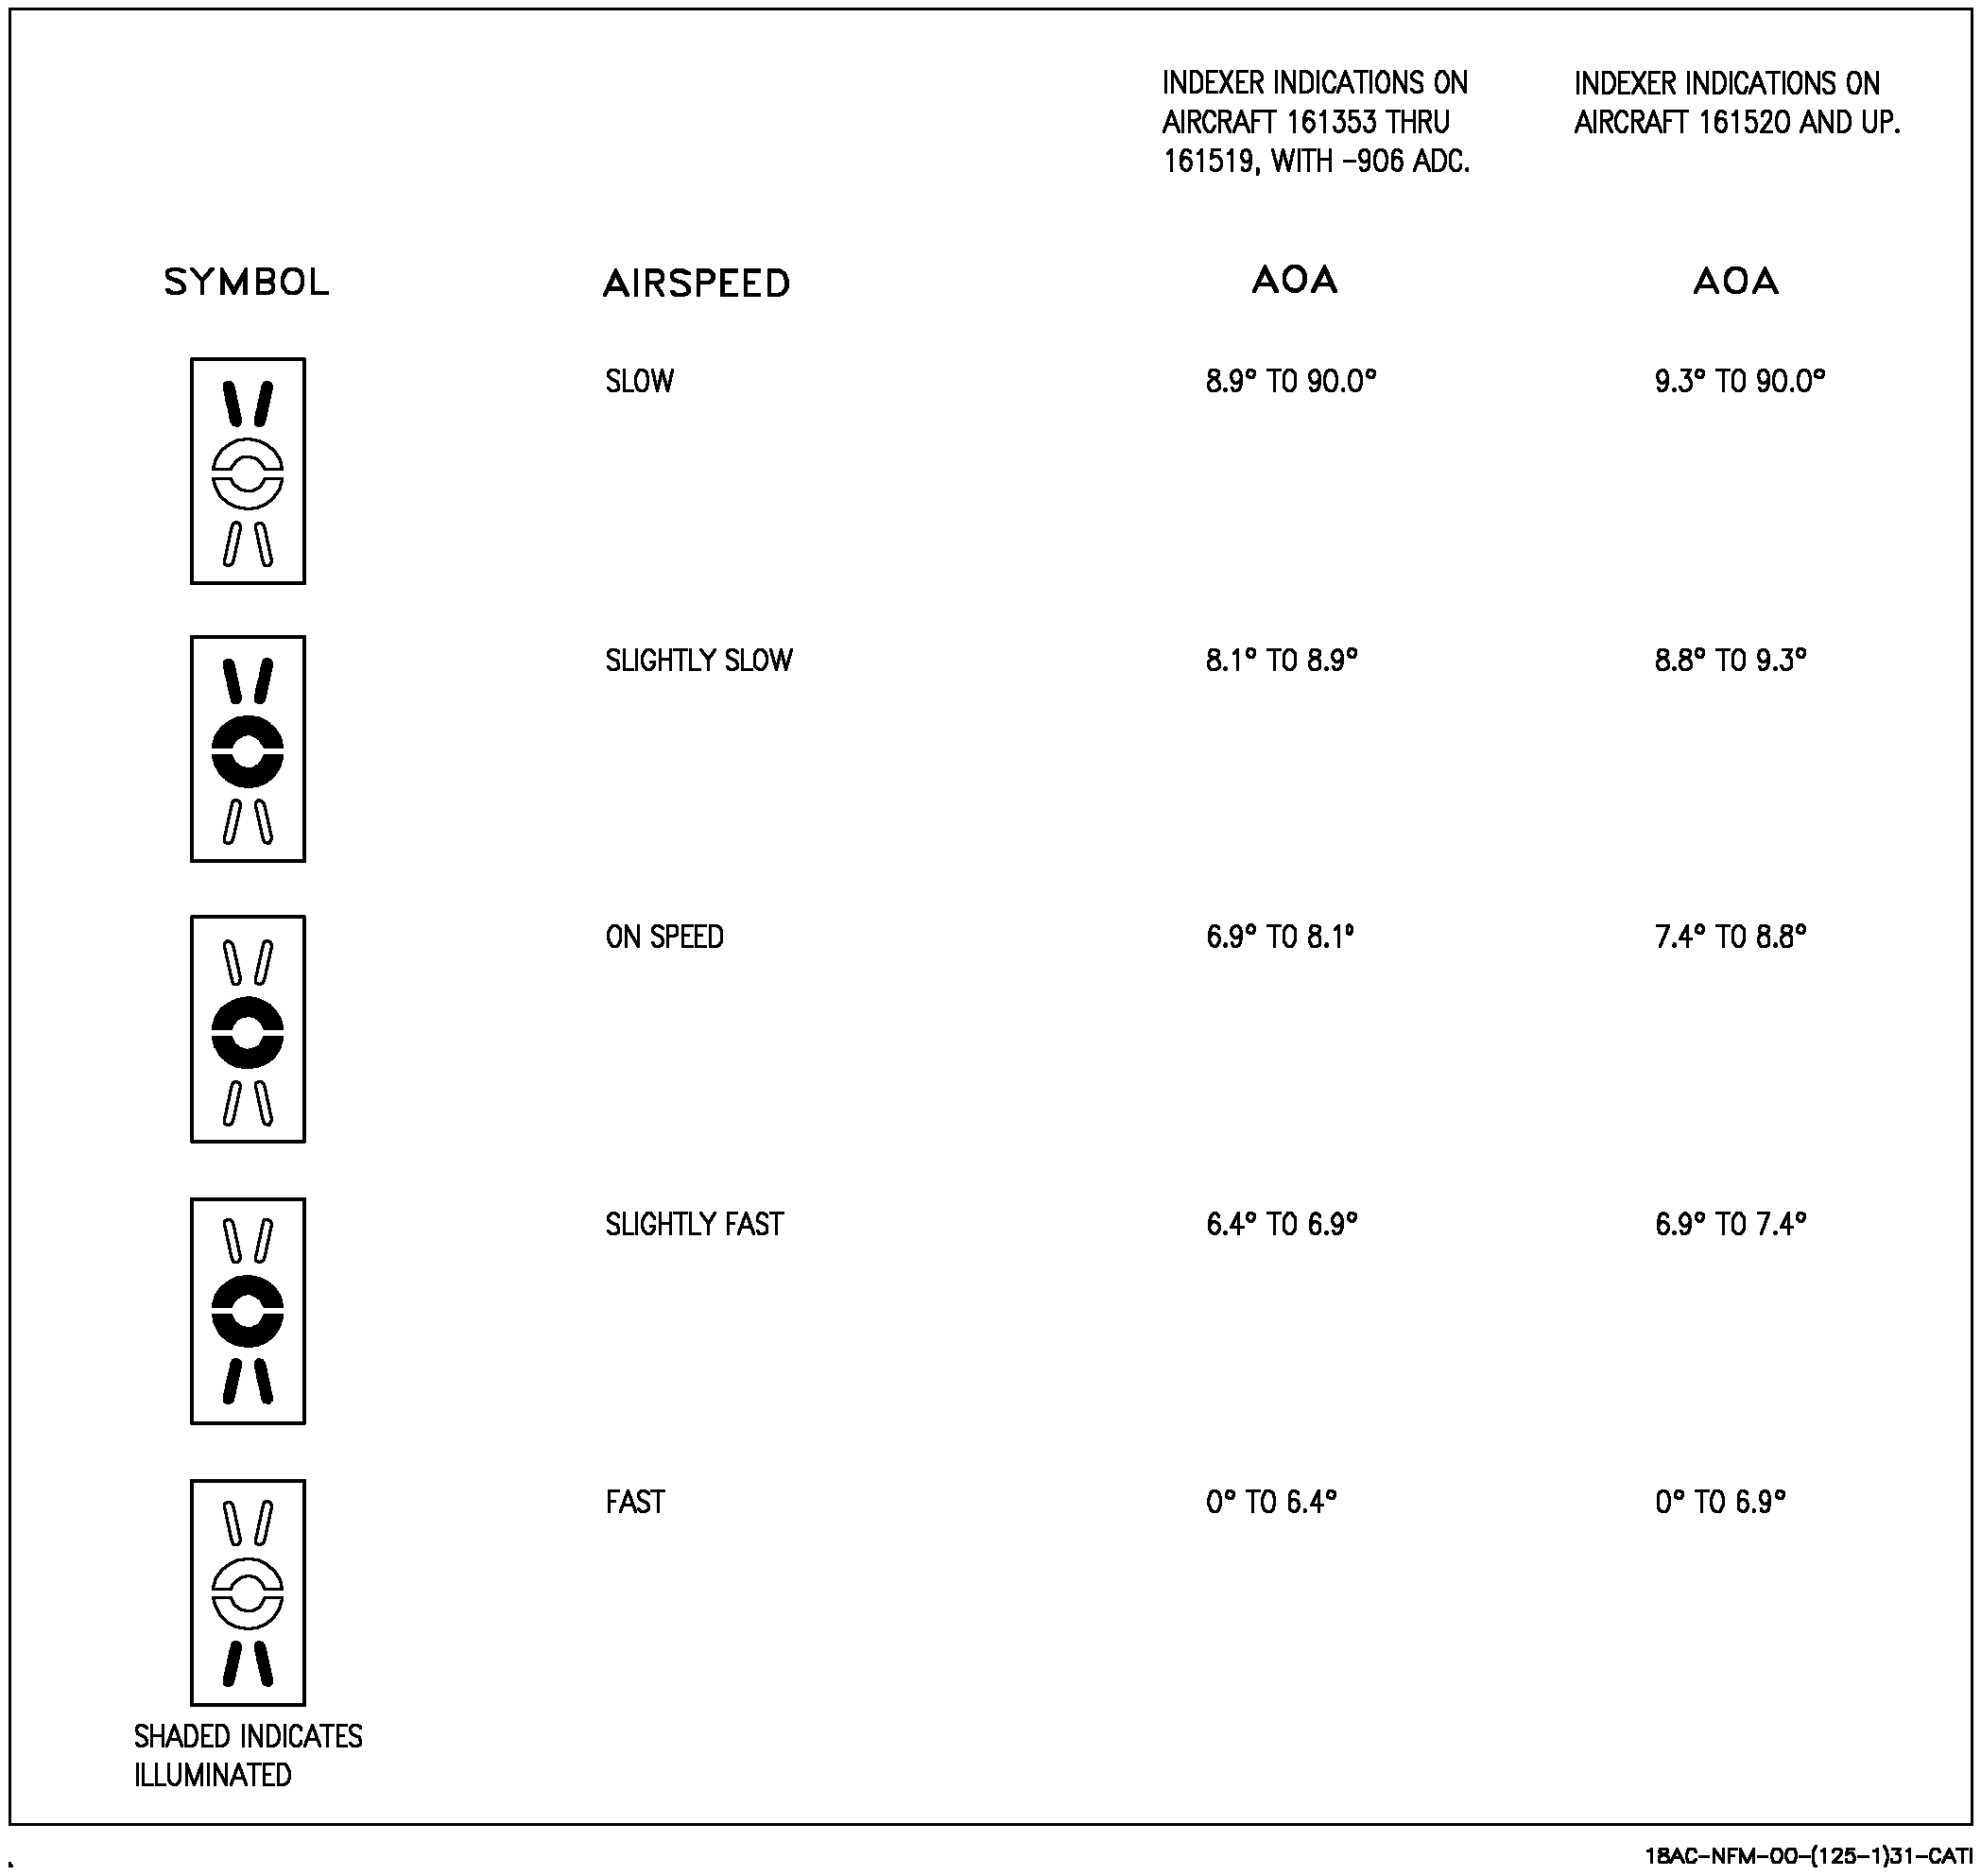 INDEXER INDICATIONS ON
AIRCRAFT 161353 THRU
161519, WITH -906 ADC.
INDEXER INDICATIONS ON
AIRCRAFT 161520 AND UP.
SYMBOL AIRSPEED AOA AOA
SLOW 8.9° TO 90.0° 9.3° TO 90.0°
SLIGHTLY SLOW 8.1° TO 8.9° 8.8° TO 9.3°
ON SPEED 6.9° TO 8.1° 7.4° TO 8.8°
SLIGHTLY FAST 6.4° TO 6.9° 6.9° TO 7.4°
FAST 0° TO 6.4° 0° TO 6.9°
SHADED INDICATES
ILLUMINATED
18AC-NFM-00-(125-1)31-CATI